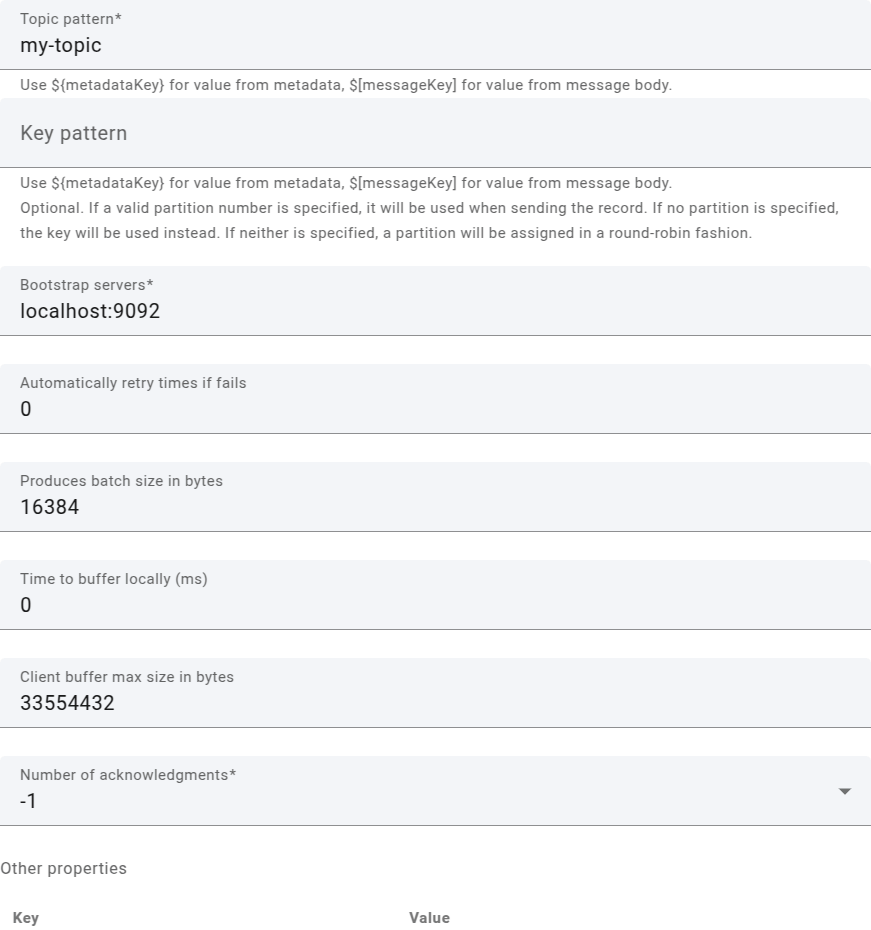 Topic pattern*
my-topic
Use ${metadataKey} for value from metadata, $[messageKey] for value from message body.
Key pattern
Use ${metadataKey} for value from metadata, $[messageKey] for value from message body.
Optional. If a valid partition number is specified, it will be used when sending the record. If no partition is specified,
the key will be used instead. If neither is specified, a partition will be assigned in a round-robin fashion.
Bootstrap servers*
localhost:9092
Automatically retry times if fails
0
Produces batch size in bytes
16384
Time to buffer locally (ms)
0
Client buffer max size in bytes
33554432
Number of acknowledgments*
-1
Other properties
Key Value